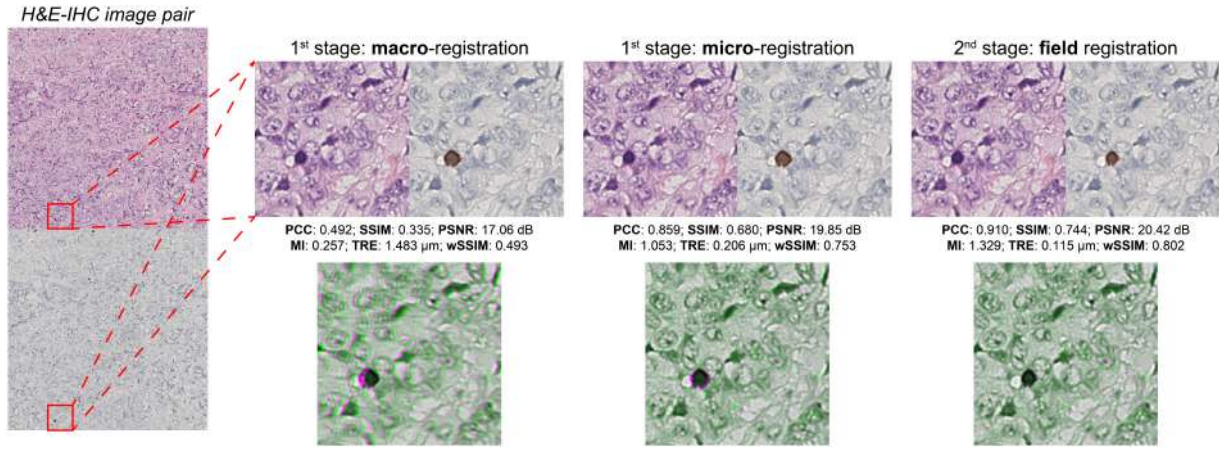 H&E-IHC image pair
1st stage: macro-registration
PCC: 0.492; SSIM: 0.335; PSNR: 17.06 dB
MI: 0.257; TRE: 1.483 µm; wSSIM: 0.493
1st stage: micro-registration
PCC: 0.859; SSIM: 0.680; PSNR: 19.85 dB
MI: 1.053; TRE: 0.206 µm; wSSIM: 0.753
2nd stage: field registration
PCC: 0.910; SSIM: 0.744; PSNR: 20.42 dB
MI: 1.329; TRE: 0.115 µm; wSSIM: 0.802